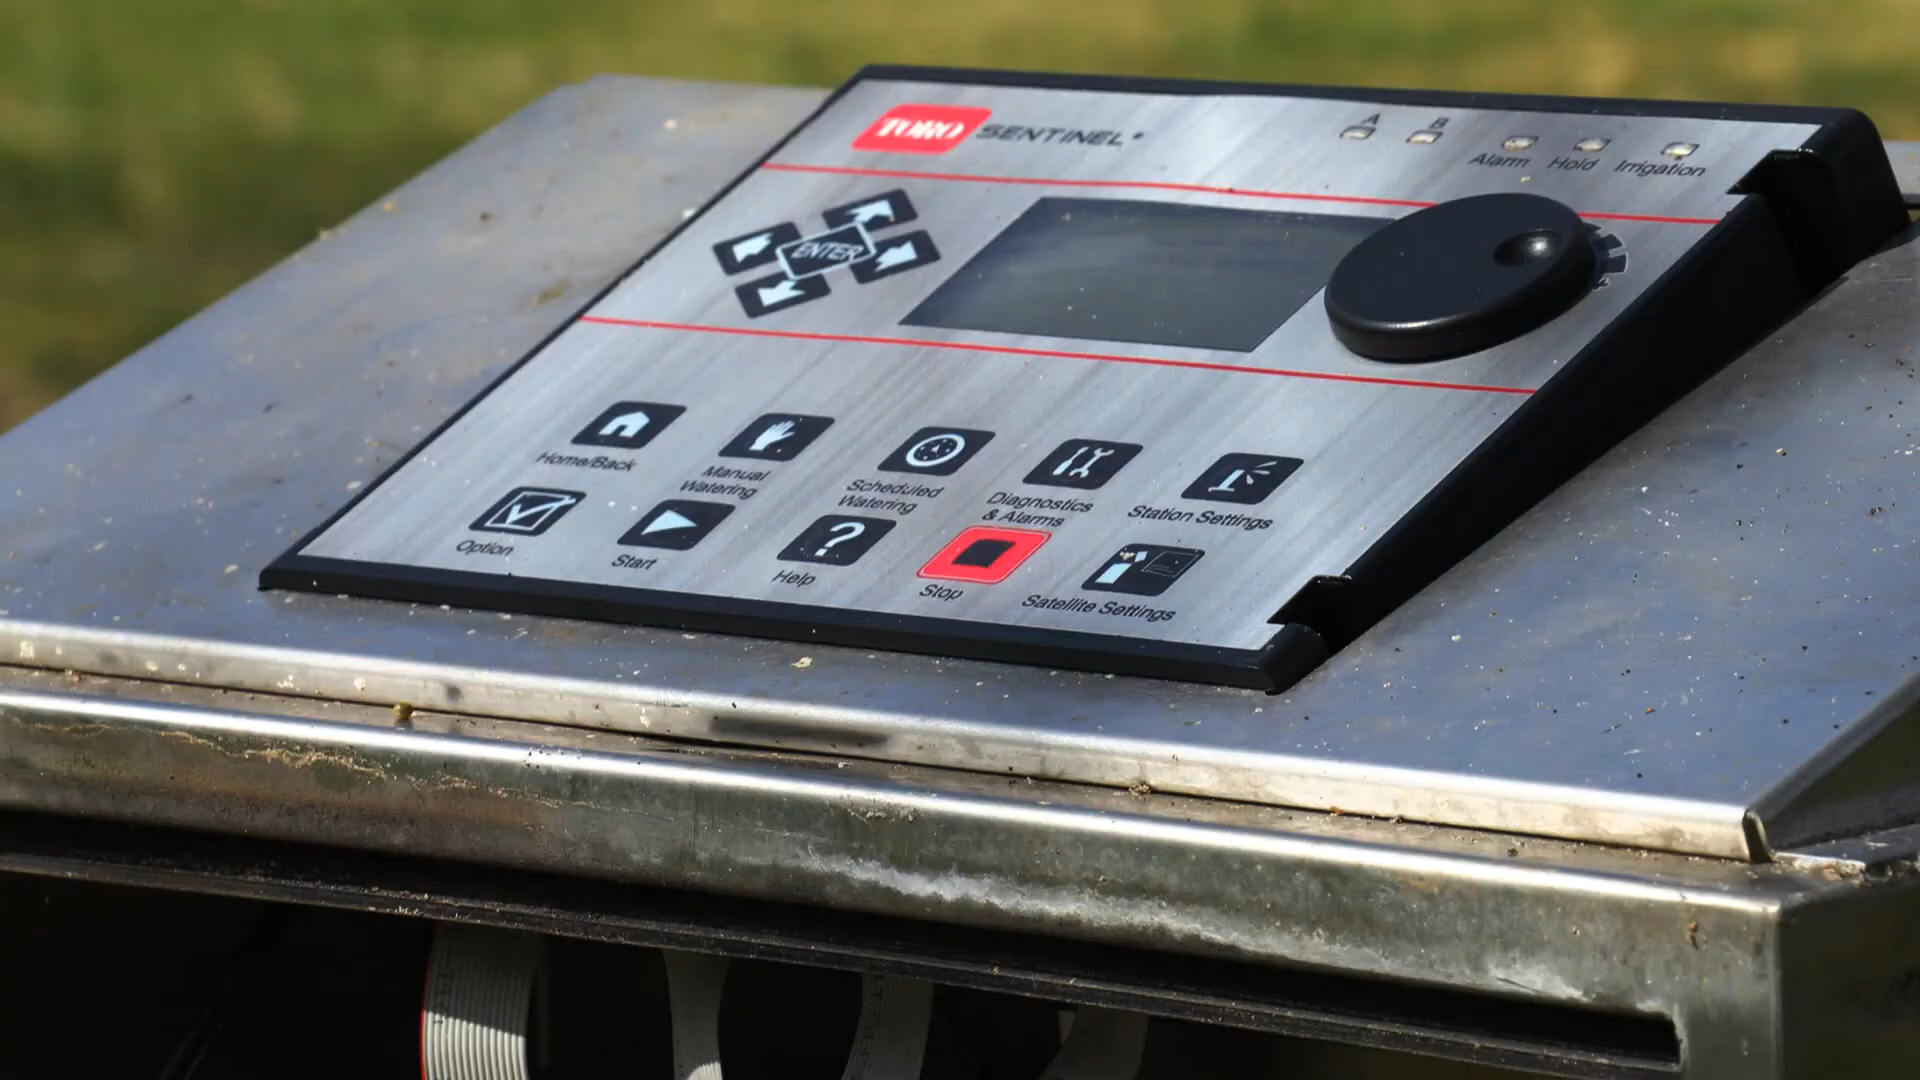 TORO SENTINEL
A B
Alarm Hold Irrigation
ENTER
Home/Back
Manual
Watering
Scheduled
Watering
Diagnostics
& Alarms
Station Settings
Option
Start
?
Help
Stop
Satellite Settings